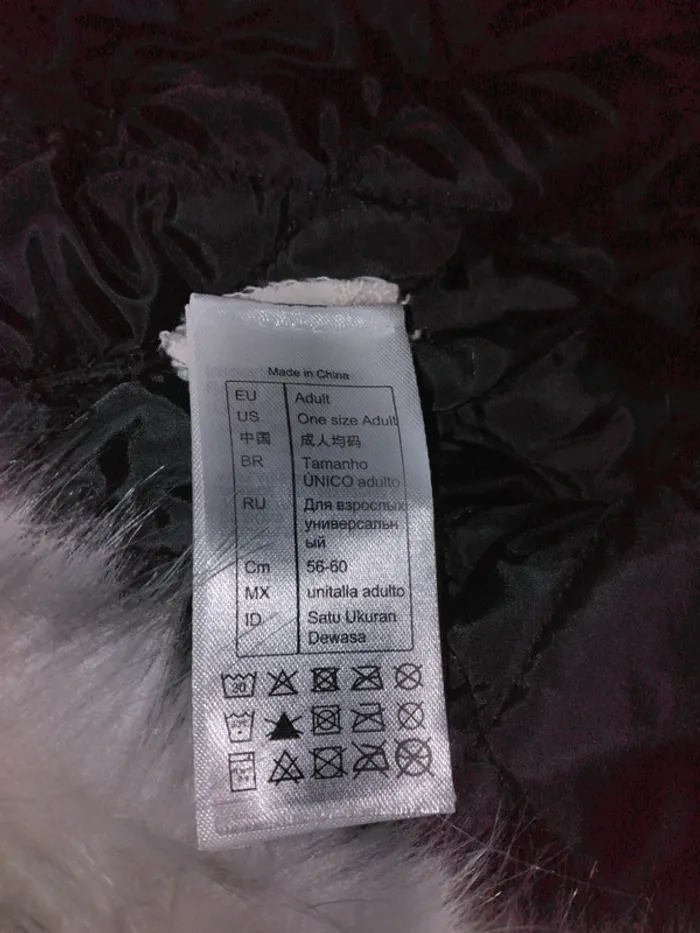 Made in China
EU Adult
US One size Adult
中国 成人均码
BR Tamanho
ÚNICO adulto
RU Для взрослых
универсальн
ый
Cm 56-60
MX unitalla adulto
ID Satu Ukuran
Dewasa
30